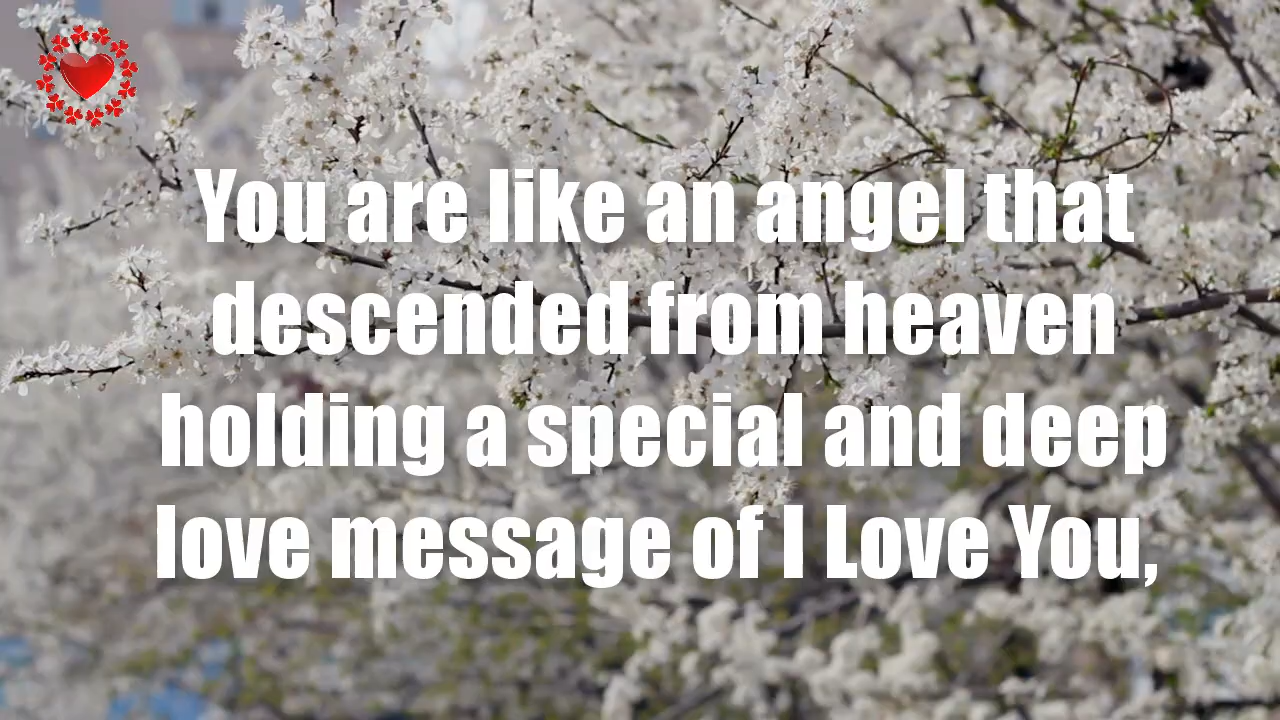 You are like an angel that
descended from heaven
holding a special and deep
love message of I Love You,